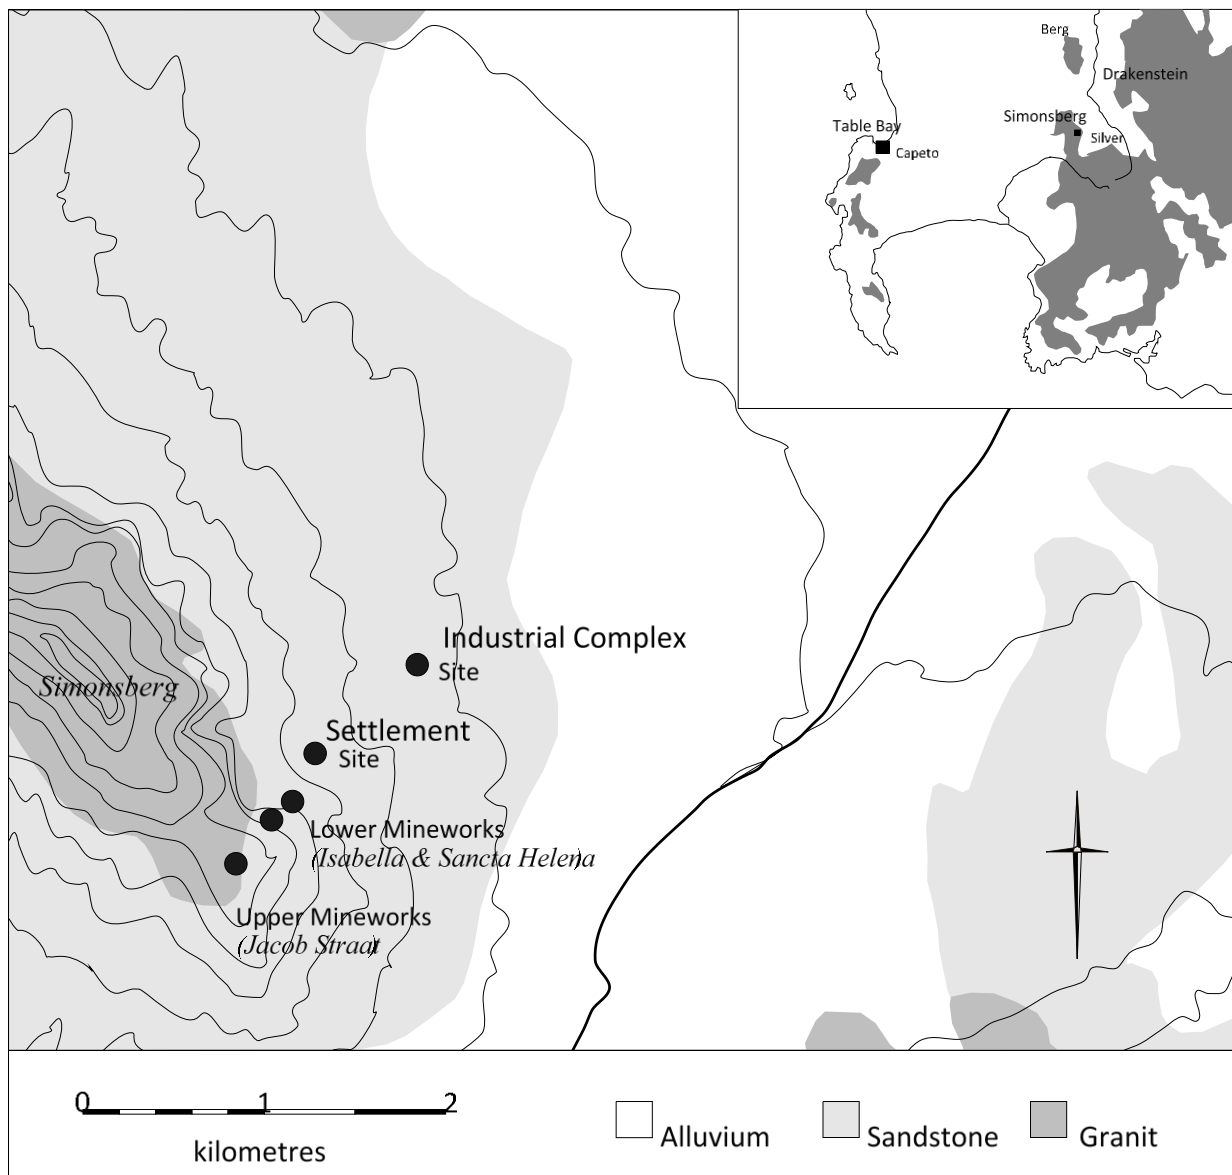 Berg
Drakenstein
Simonsberg
Silver
Table Bay
Capeto
Industrial Complex
Site
Simonsberg
Settlement
Site
Lower Mineworks
(Isabella & Sancta Helena)
Upper Mineworks
(Jacob Straat)
0 1 2
kilometres
Alluvium Sandstone Granit